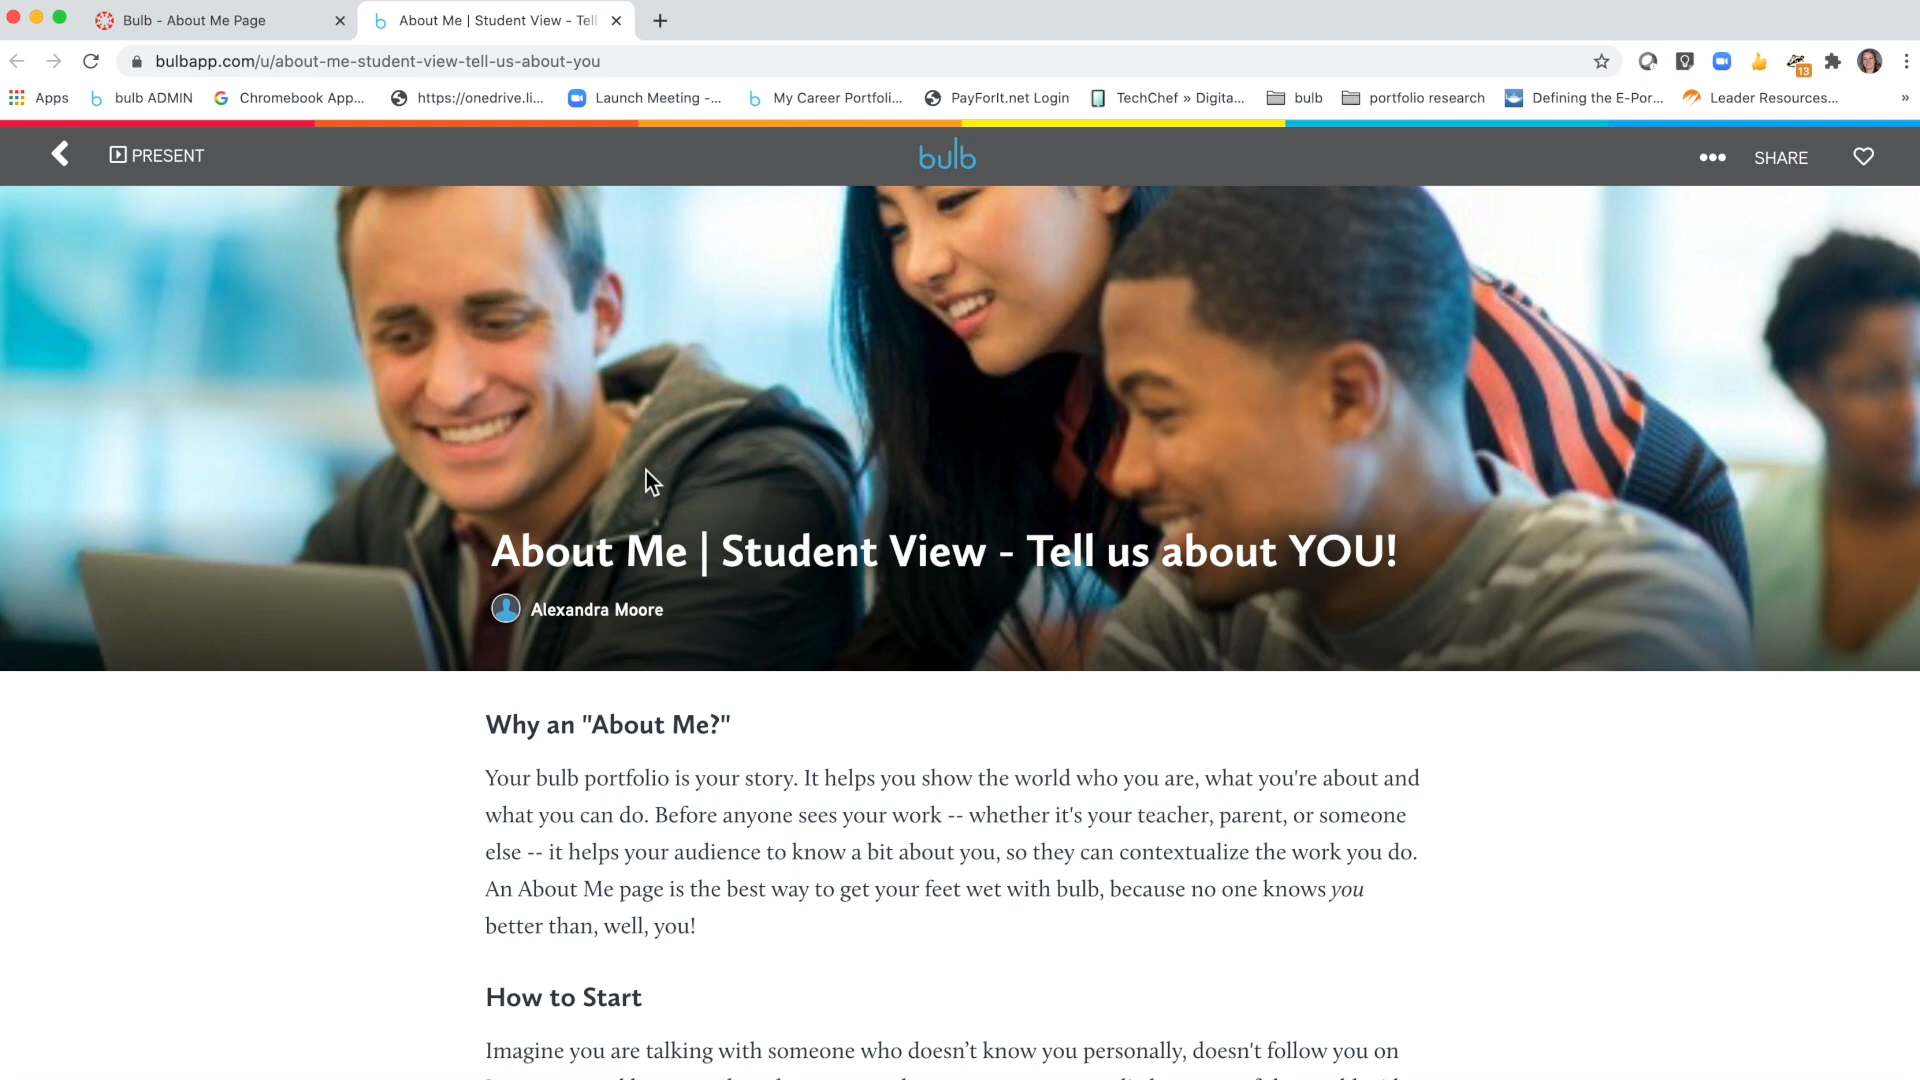 Bulb - About Me Page
About Me | Student View - Tell
bulbapp.com/u/about-me-student-view-tell-us-about-you
13
Apps
bulb ADMIN
Chromebook App...
https://onedrive.li...
Launch Meeting -...
My Career Portfoli...
PayForIt.net Login
TechChef » Digita...
bulb
portfolio research
Defining the E-Por...
Leader Resources...
»
PRESENT
bulb
SHARE
About Me | Student View - Tell us about YOU!
Alexandra Moore
Why an "About Me?"
Your bulb portfolio is your story. It helps you show the world who you are, what you're about and
what you can do. Before anyone sees your work -- whether it's your teacher, parent, or someone
else -- it helps your audience to know a bit about you, so they can contextualize the work you do.
An About Me page is the best way to get your feet wet with bulb, because no one knows you
better than, well, you!
How to Start
Imagine you are talking with someone who doesn’t know you personally, doesn't follow you on